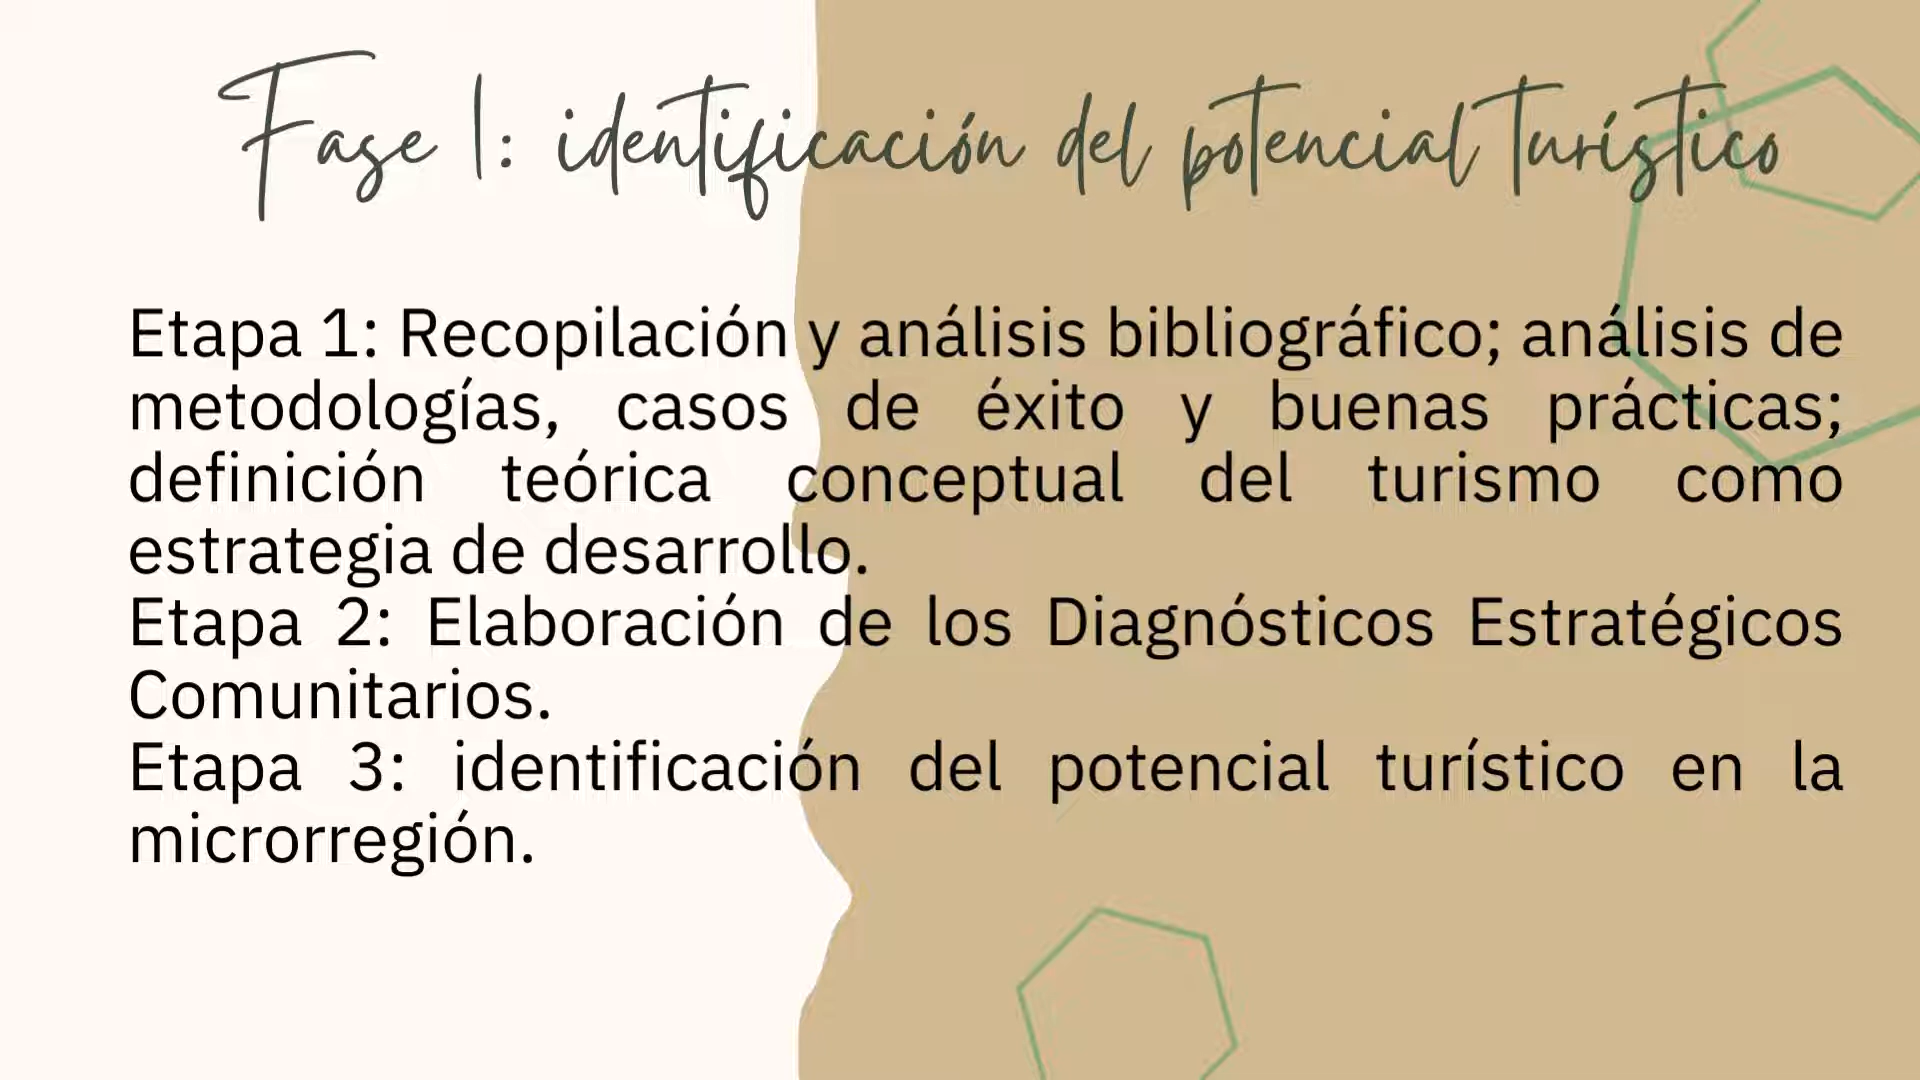 Fase 1: identificación del potencial turístico
Etapa 1: Recopilación y análisis bibliográfico; análisis de
metodologías, casos de éxito y buenas prácticas;
definición teórica conceptual del turismo como
estrategia de desarrollo.
Etapa 2: Elaboración de los Diagnósticos Estratégicos
Comunitarios.
Etapa 3: identificación del potencial turístico en la
microrregión.